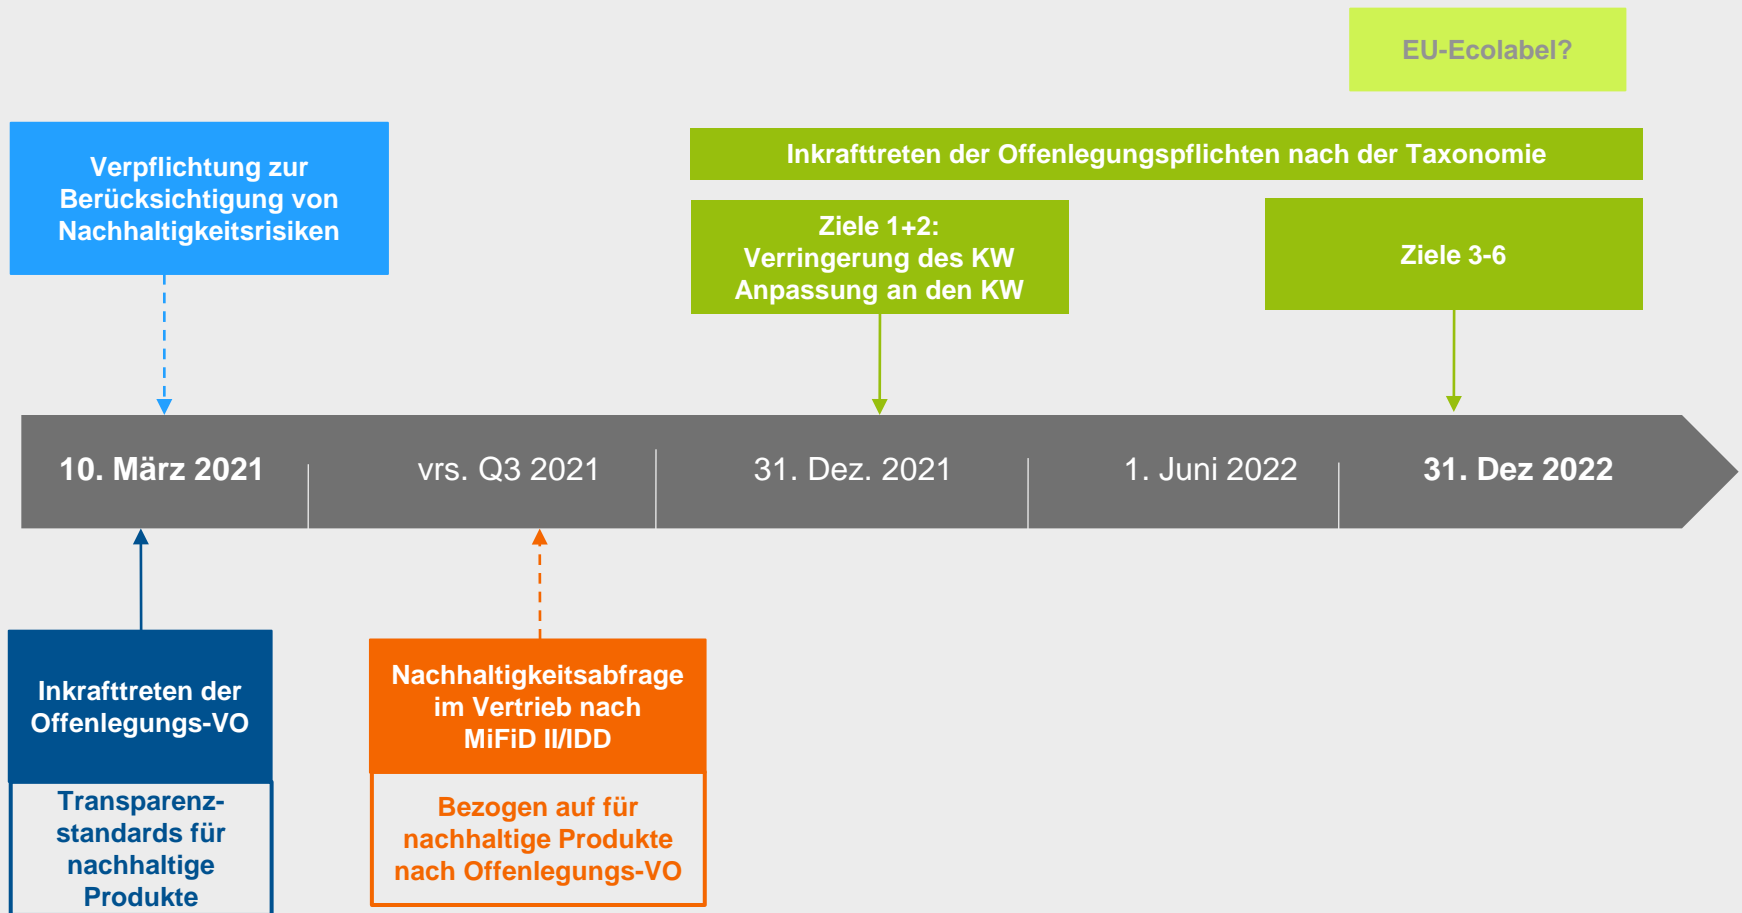 EU-Ecolabel?
Verpflichtung zur
Berücksichtigung von
Nachhaltigkeitsrisiken
Inkrafttreten der Offenlegungspflichten nach der Taxonomie
Ziele 1+2:
Verringerung des KW
Anpassung an den KW
Ziele 3-6
10. März 2021
vrs. Q3 2021
31. Dez. 2021
1. Juni 2022
31. Dez 2022
Inkrafttreten der
Offenlegungs-VO
Transparenz-
standards für
nachhaltige
Produkte
Nachhaltigkeitsabfrage
im Vertrieb nach
MiFiD II/IDD
Bezogen auf für
nachhaltige Produkte
nach Offenlegungs-VO